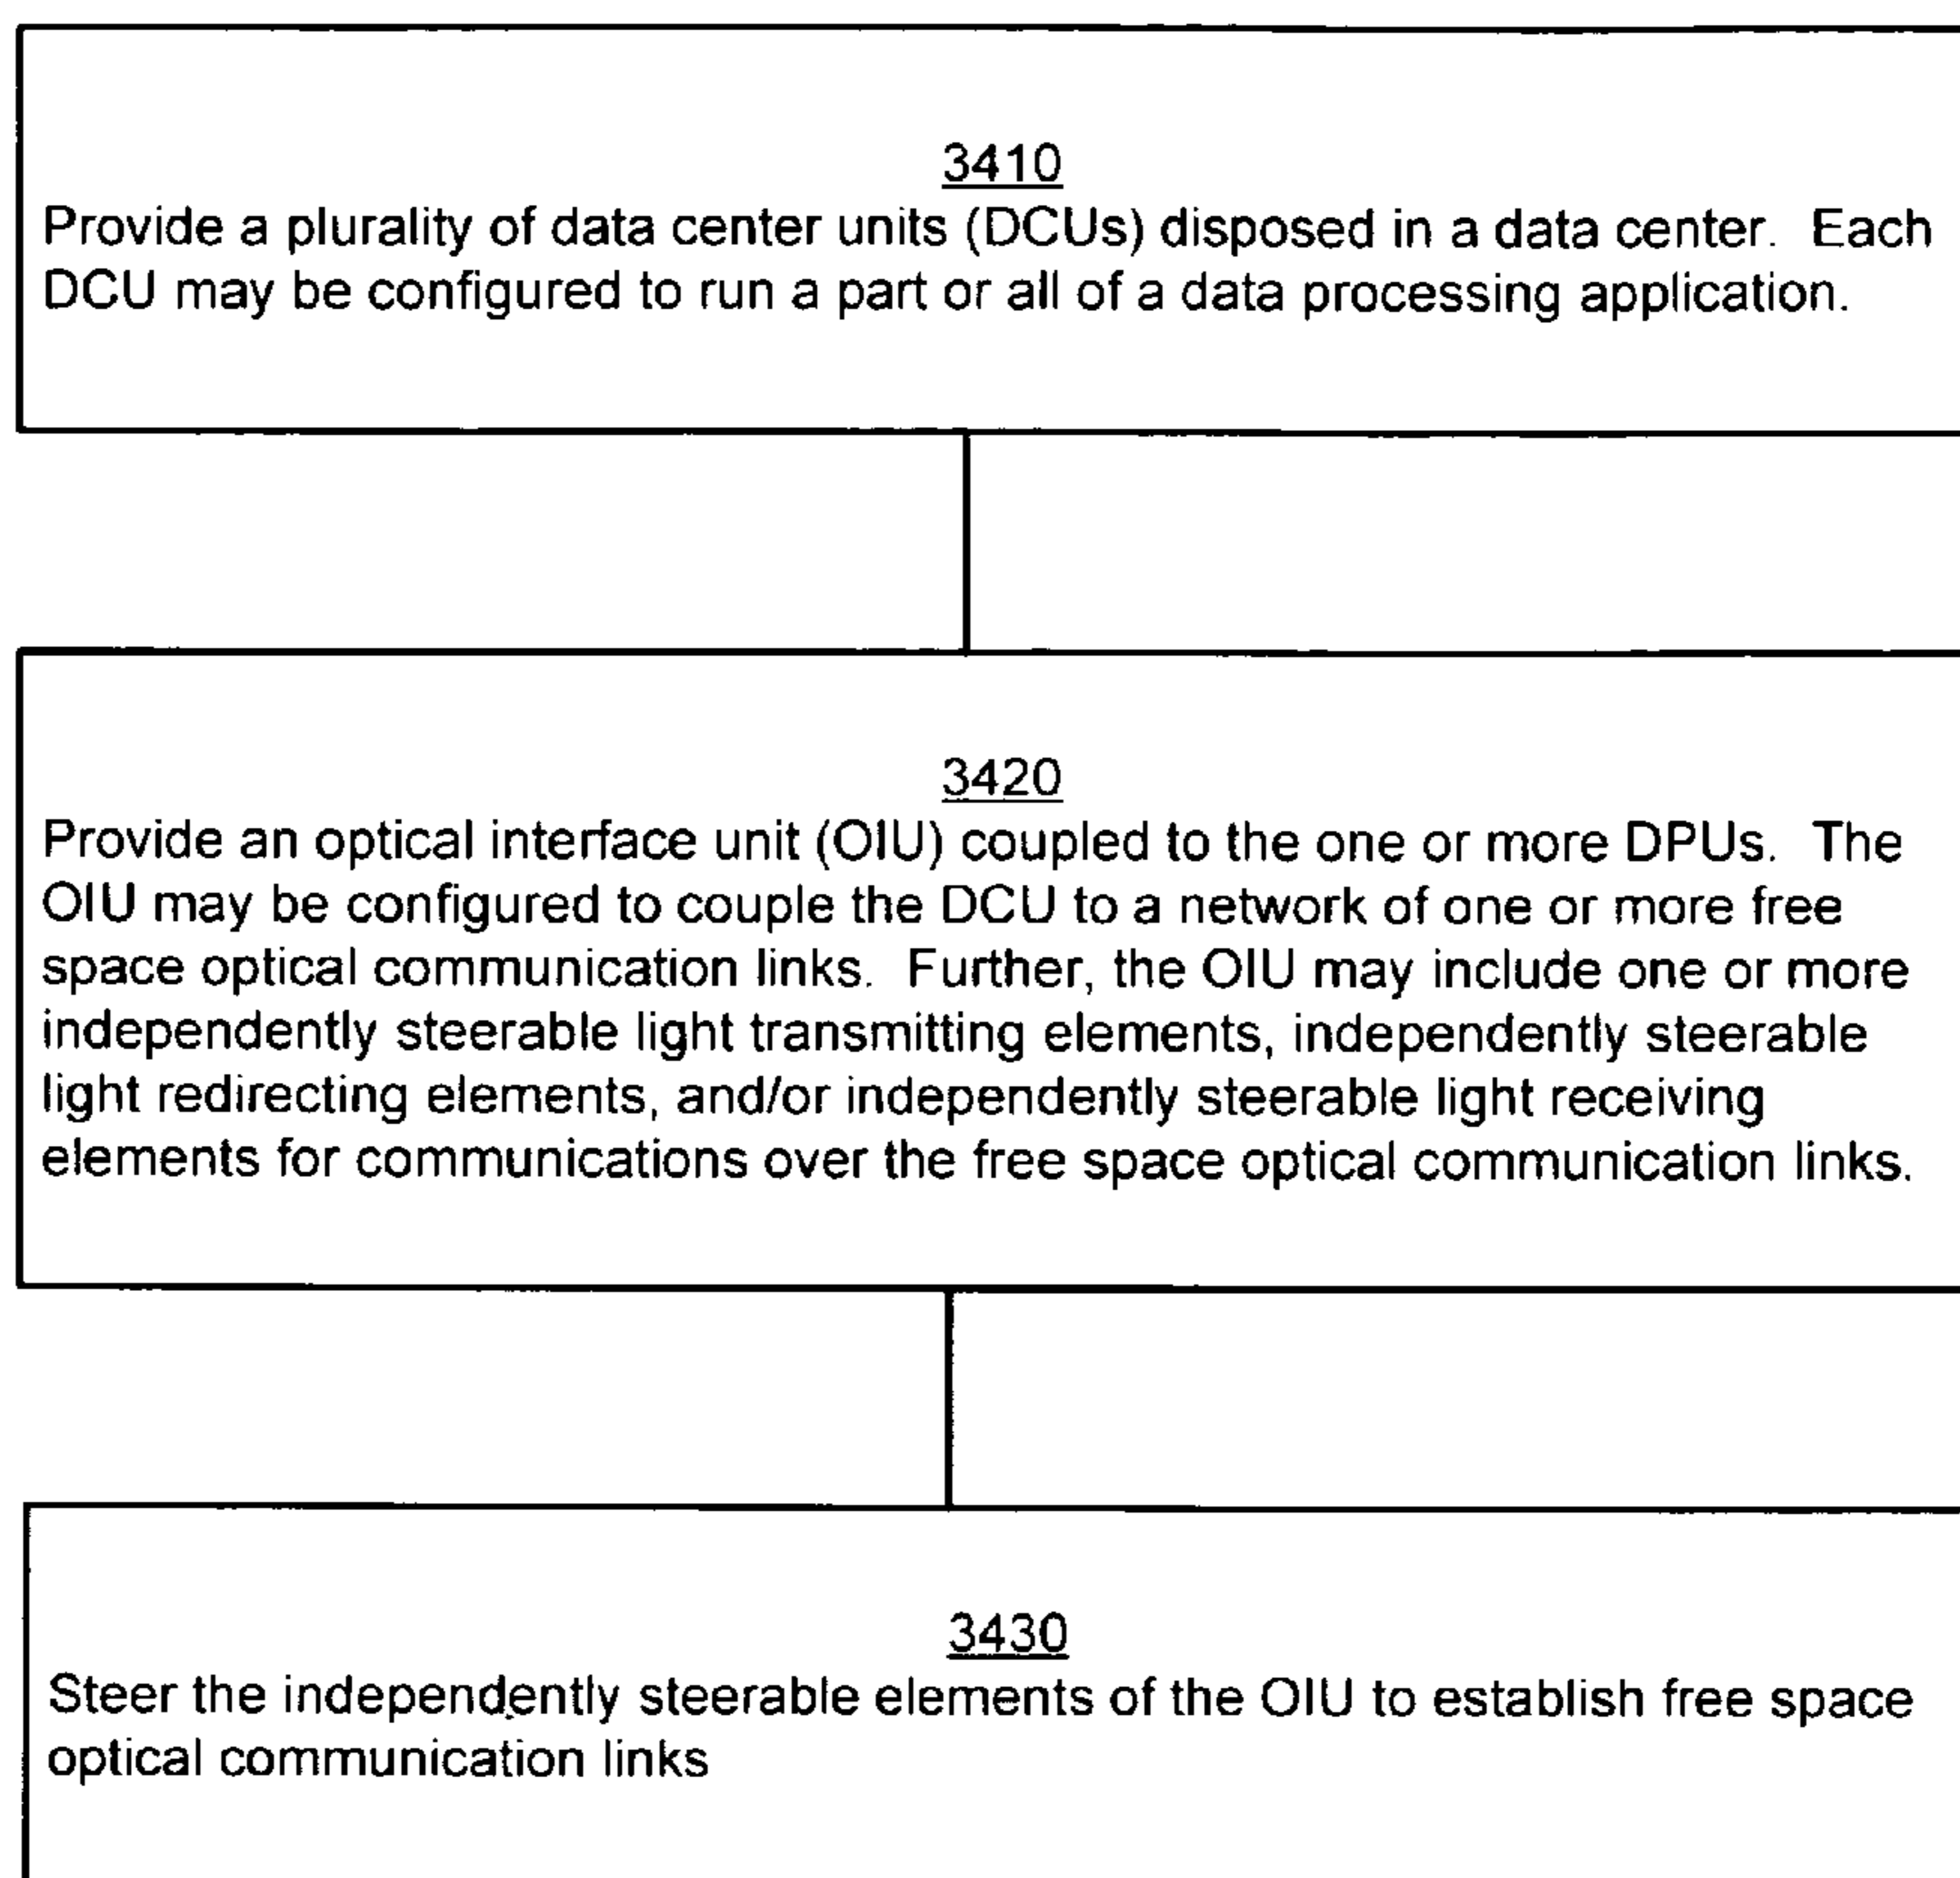 3410
Provide a plurality of data center units (DCUs) disposed in a data center. Each
DCU may be configured to run a part or all of a data processing application.
3420
Provide an optical interface unit (OIU) coupled to the one or more DPUs. The
OIU may be configured to couple the DCU to a network of one or more free
space optical communication links. Further, the OIU may include one or more
independently steerable light transmitting elements, independently steerable
light redirecting elements, and/or independently steerable light receiving
elements for communications over the free space optical communication links.
3430
Steer the independently steerable elements of the OIU to establish free space
optical communication links